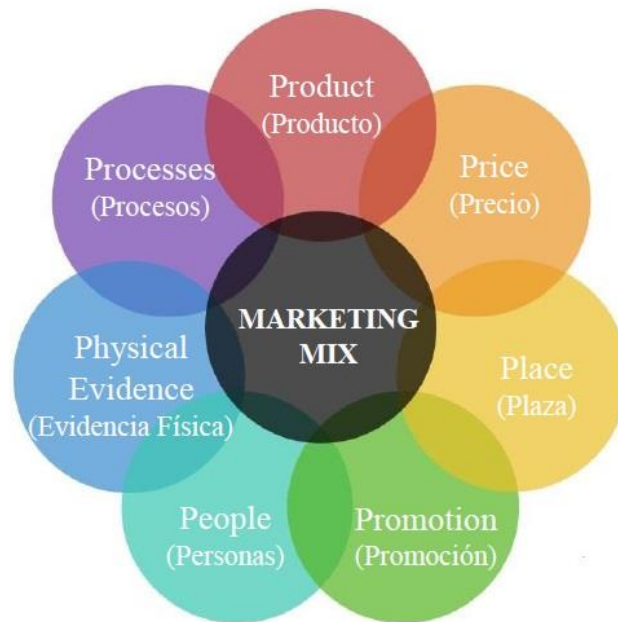 Product
(Producto)
Price
(Precio)
Place
(Plaza)
Promotion
(Promoción)
People
(Personas)
Physical
Evidence
(Evidencia Física)
Processes
(Procesos)
MARKETING
MIX